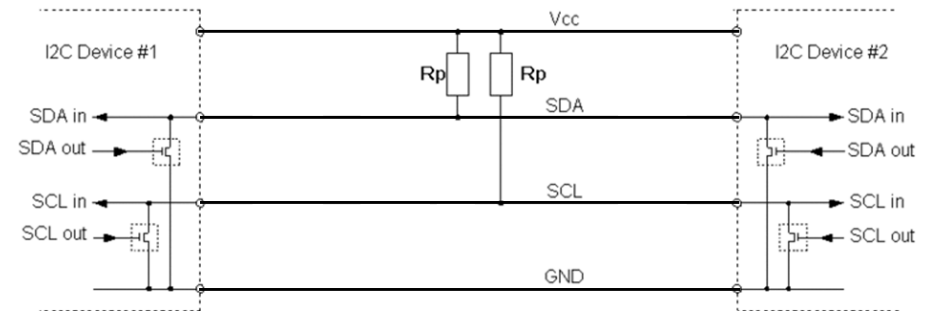 Vcc
I2C Device #1
I2C Device #2
Rp
Rp
SDA
SDA in
SDA in
SDA out
SDA out
SCL
SCL in
SCL in
SCL out
SCL out
GND